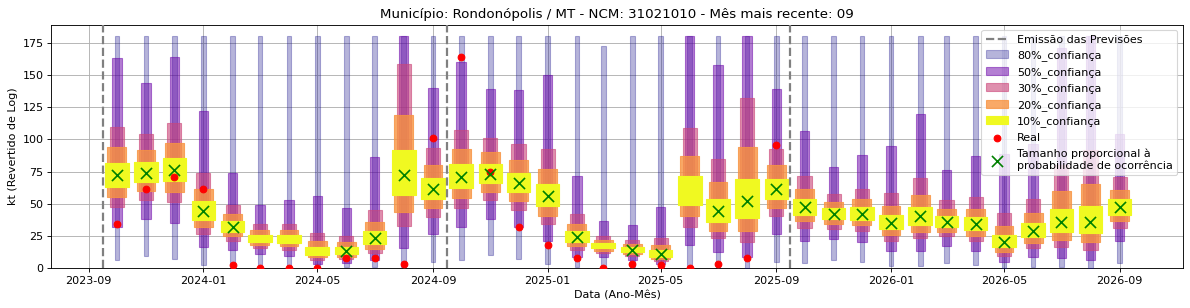 Município: Rondonópolis / MT - NCM: 31021010 - Mês mais recente: 09
kt (Revertido de Log)
175
150
125
100
75
50
25
0
Emissão das Previsões
80%_confiança
50%_confiança
30%_confiança
20%_confiança
10%_confiança
Real
Tamanho proporcional à
probabilidade de ocorrência
2023-09 2024-01 2024-05 2024-09 2025-01 2025-05 2025-09 2026-01 2026-05 2026-09
Data (Ano-Mês)